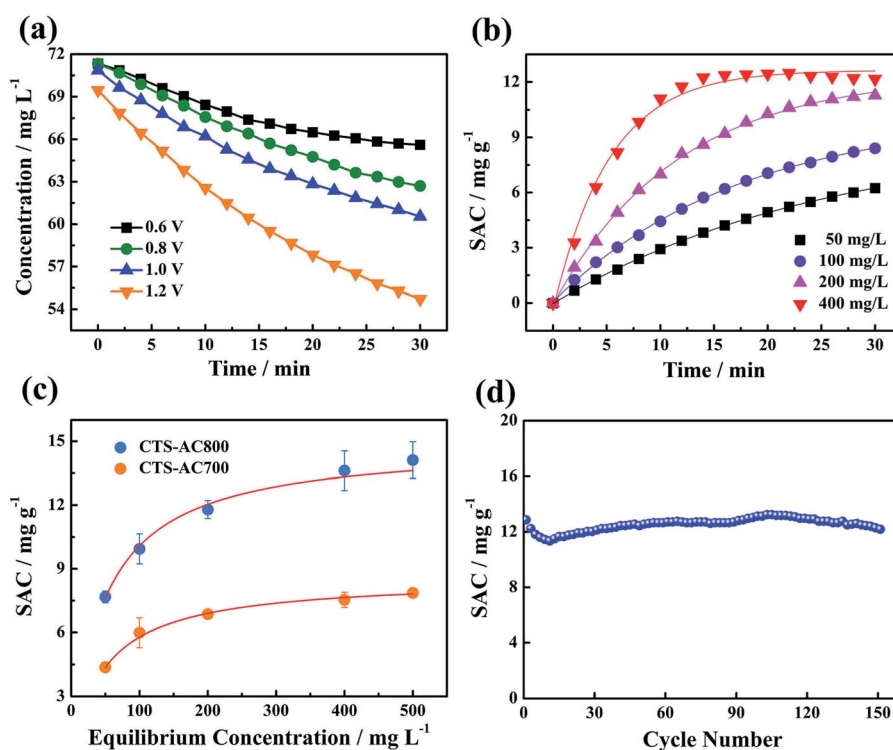 (a)
Concentration / mg L⁻¹
72
69
66
63
60
57
54
0.6 V
0.8 V
1.0 V
1.2 V
0 5 10 15 20 25 30
Time / min
(b)
SAC / mg g⁻¹
12
9
6
3
0
50 mg/L
100 mg/L
200 mg/L
400 mg/L
0 5 10 15 20 25 30
Time / min
(c)
SAC / mg g⁻¹
15
12
9
6
3
CTS-AC800
CTS-AC700
0 100 200 300 400 500
Equilibrium Concentration / mg L⁻¹
(d)
SAC / mg g⁻¹
20
16
12
8
4
0
0 30 60 90 120 150
Cycle Number